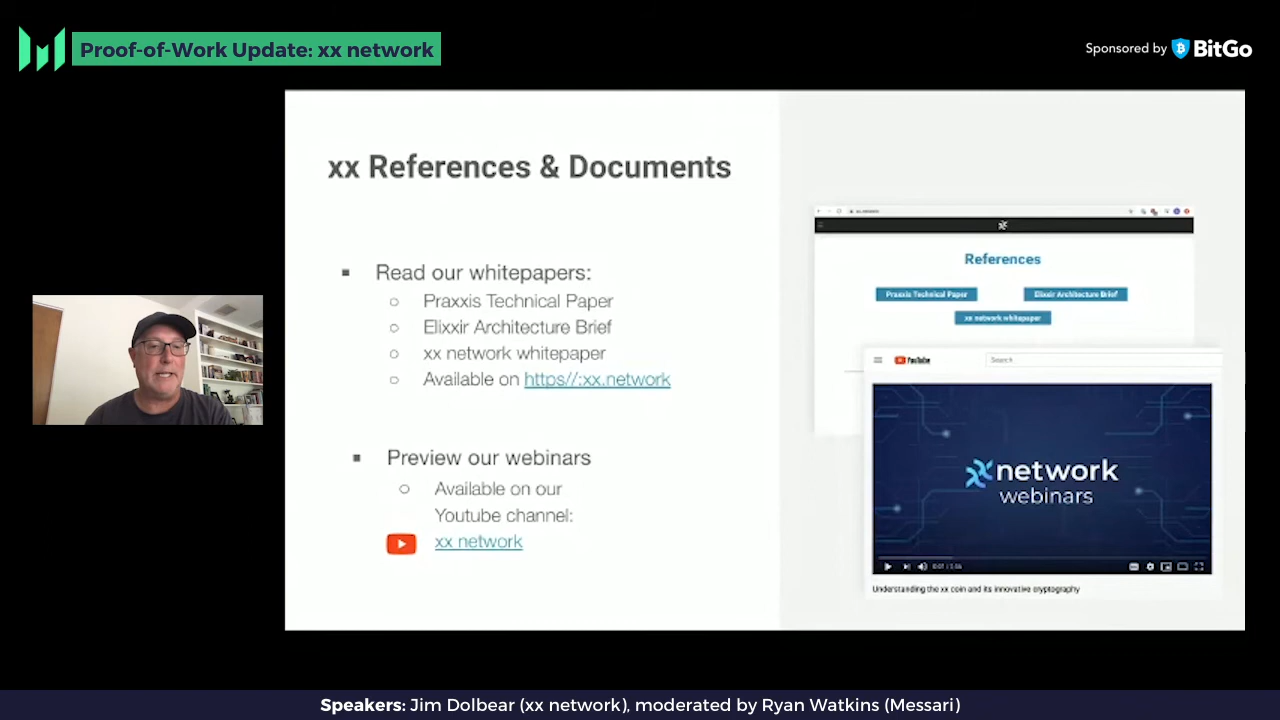 Proof-of-Work Update: xx network
Sponsored by BitGo
xx References & Documents
Read our whitepapers:
Praxxis Technical Paper
Elixxir Architecture Brief
xx network whitepaper
Available on https//:xx.network
Preview our webinars
Available on our
Youtube channel:
xx network
References
Praxxis Technical Paper
Elixxir Architecture Brief
xx network whitepaper
YouTube
Search
xx network
webinars
Understanding the xx coin and its innovative cryptography
Speakers: Jim Dolbear (xx network), moderated by Ryan Watkins (Messari)